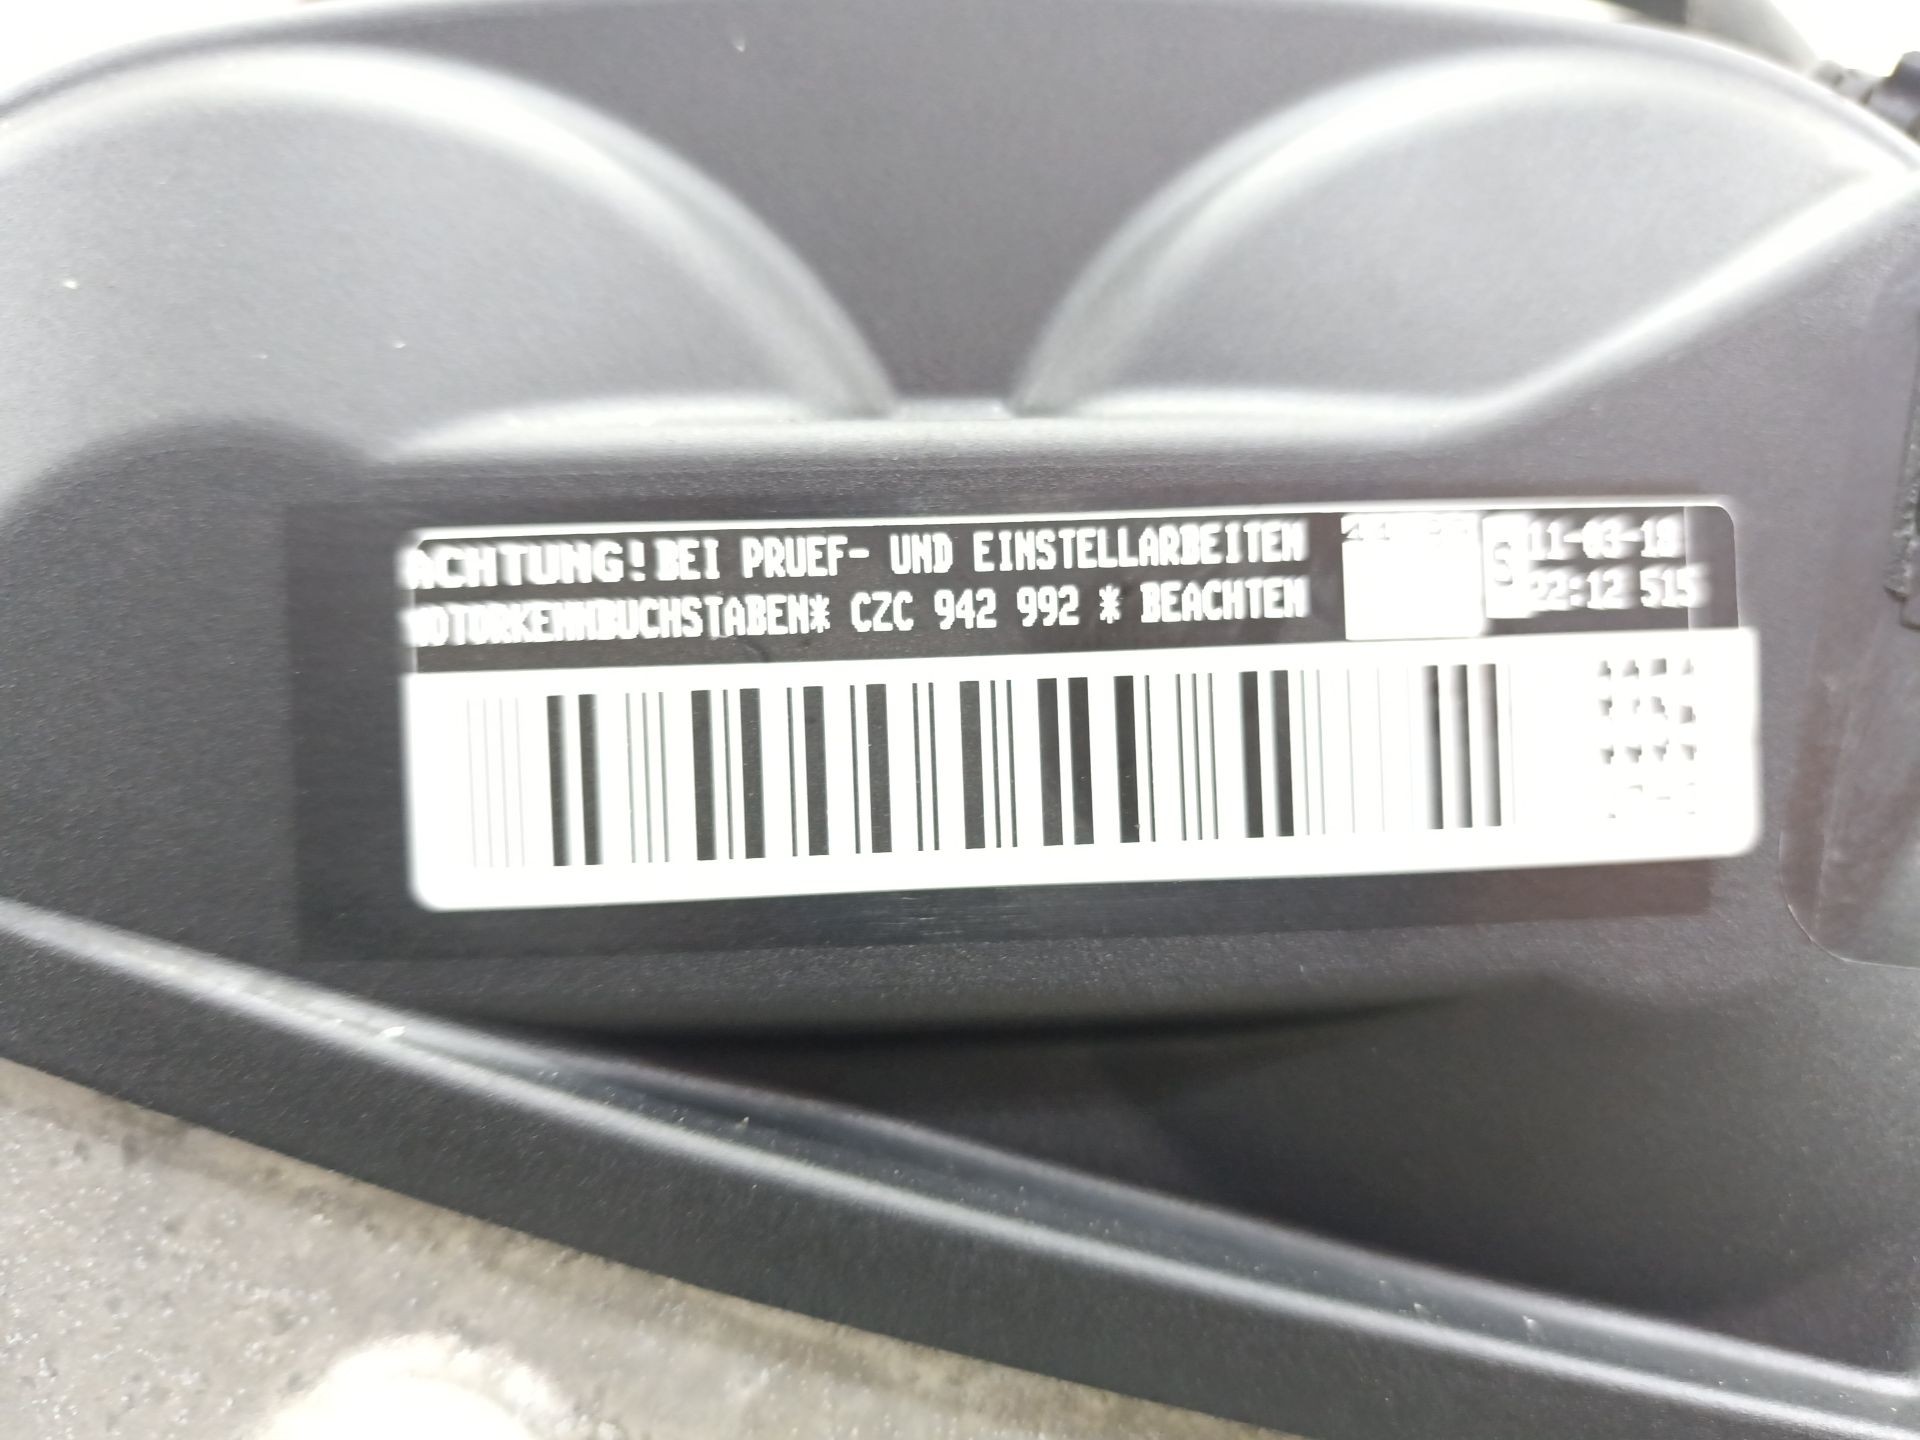 ACHTUNG! BEI PRUEF- UND EINSTELLARBEITEN
MOTORKENNBUCHSTABEN* CZC 942 992 * BEACHTEN
S
11-03-18
22:12 515